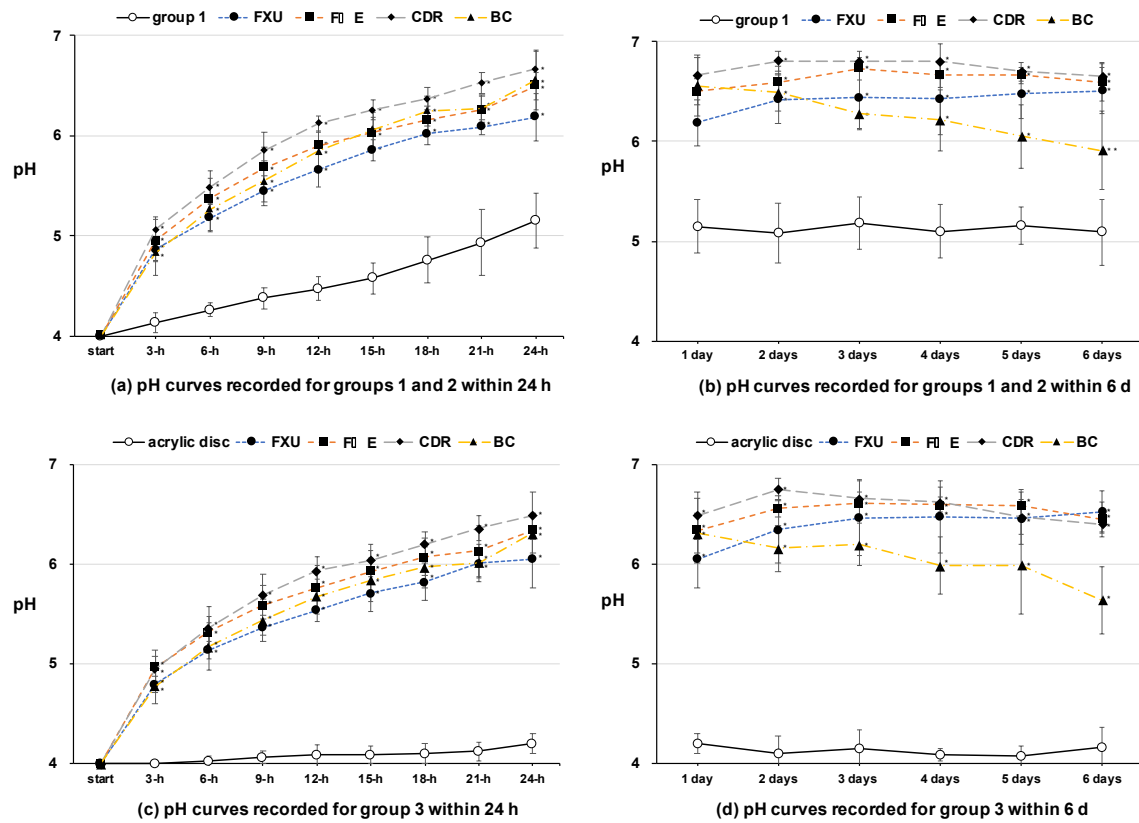 group 1 FXU F▯ E CDR BC
7
6
pH
5
4
start 3-h 6-h 9-h 12-h 15-h 18-h 21-h 24-h
(a) pH curves recorded for groups 1 and 2 within 24 h
group 1 FXU F▯ E CDR BC
7
6
pH
5
4
1 day 2 days 3 days 4 days 5 days 6 days
(b) pH curves recorded for groups 1 and 2 within 6 d
acrylic disc FXU F▯ E CDR BC
7
6
pH
5
4
start 3-h 6-h 9-h 12-h 15-h 18-h 21-h 24-h
(c) pH curves recorded for group 3 within 24 h
acrylic disc FXU F▯ E CDR BC
7
6
pH
5
4
1 day 2 days 3 days 4 days 5 days 6 days
(d) pH curves recorded for group 3 within 6 d